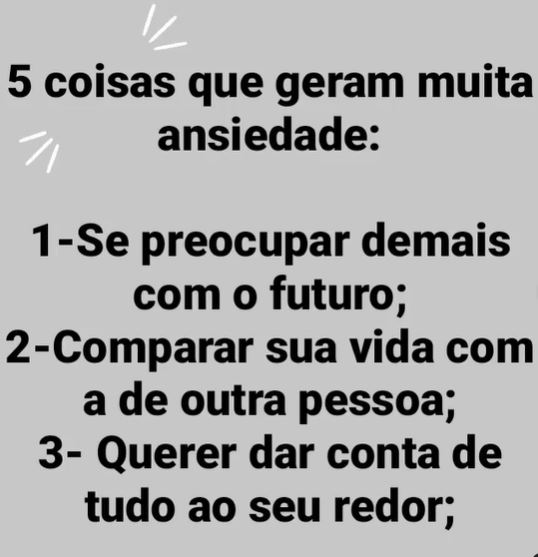 5 coisas que geram muita
ansiedade:
1-Se preocupar demais
com o futuro;
2-Comparar sua vida com
a de outra pessoa;
3- Querer dar conta de
tudo ao seu redor;